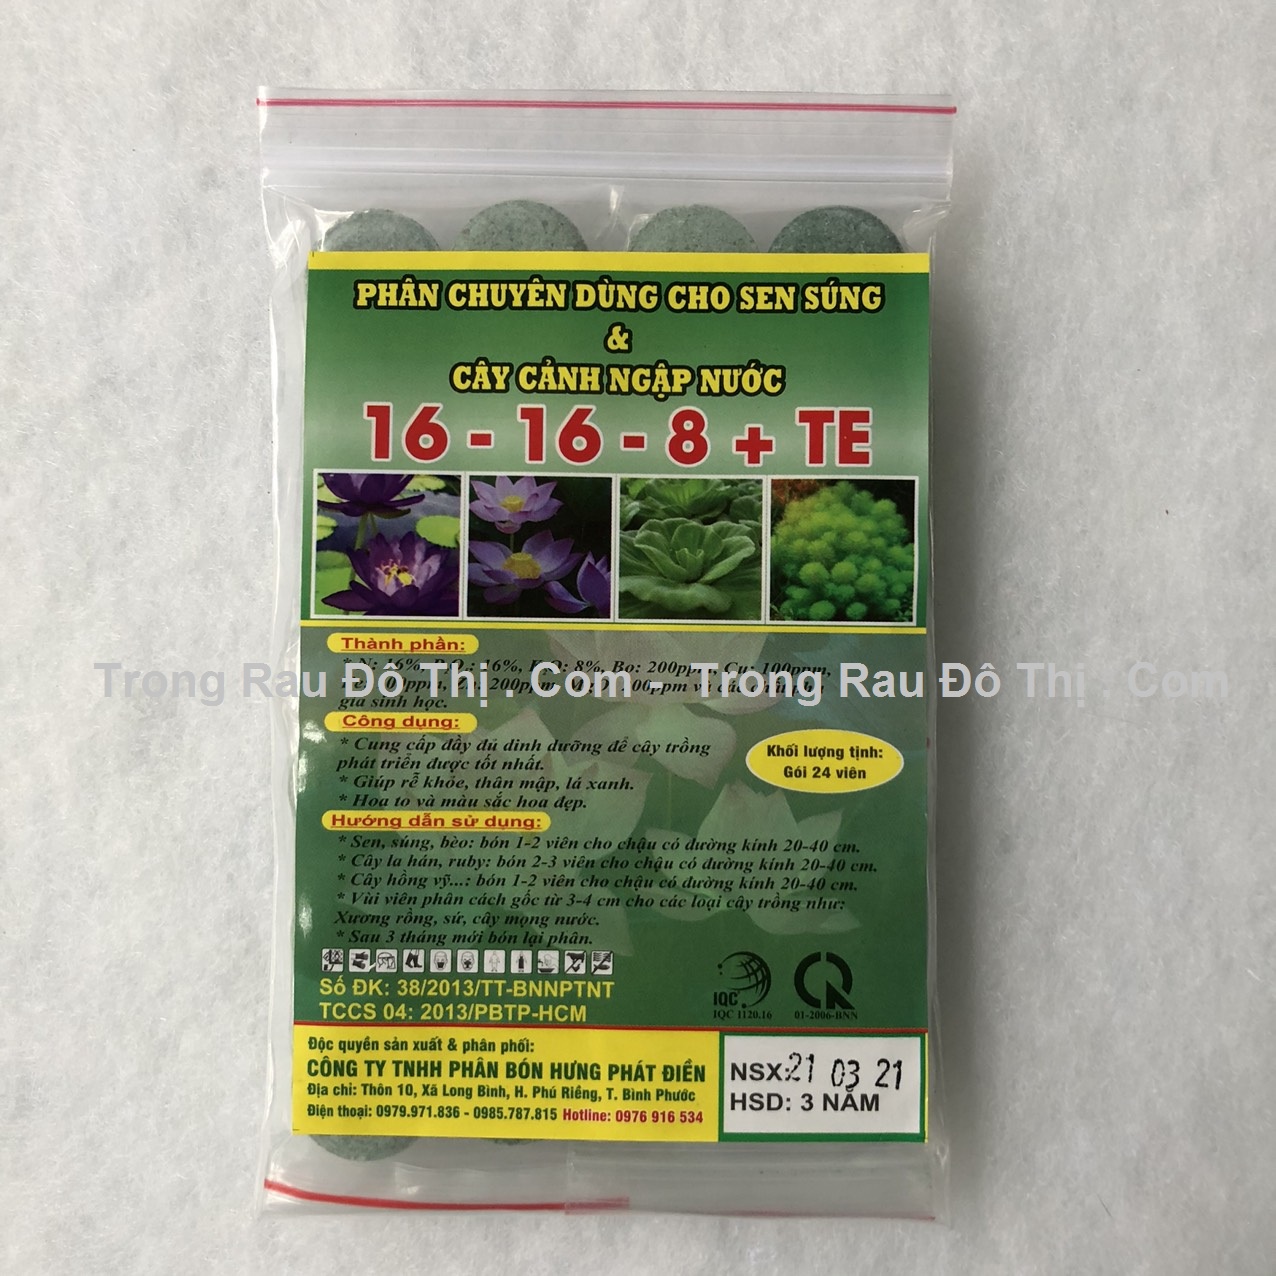 PHÂN CHUYÊN DÙNG CHO SEN SÚNG
&
CÂY CẢNH NGẬP NƯỚC
16 - 16 - 8 + TE
Thành phần:
16%, 8%, Bo: 200ppm, Cu: 100ppm,
Trong Rau Đô Thị . Com - Trong Rau Đô Thị . Com
200ppm
gia sinh học.
Công dụng:
* Cung cấp đầy đủ dinh dưỡng để cây trồng
phát triển được tốt nhất.
* Giúp rễ khỏe, thân mập, lá xanh.
* Hoa to và màu sắc hoa đẹp.
Khối lượng tịnh:
Gói 24 viên
Hướng dẫn sử dụng:
* Sen, súng, bèo: bón 1-2 viên cho chậu có đường kính 20-40 cm.
* Cây la hán, ruby: bón 2-3 viên cho chậu có đường kính 20-40 cm.
* Cây hồng vỹ...: bón 1-2 viên cho chậu có đường kính 20-40 cm.
* Vùi viên phân cách gốc từ 3-4 cm cho các loại cây trồng như:
Xương rồng, sứ, cây mọng nước.
* Sau 3 tháng mới bón lại phân.
Số ĐK: 38/2013/TT-BNNPTNT
TCCS 04: 2013/PBTP-HCM
IQC
IQC 1120.16
01-2006-BNN
Độc quyền sản xuất & phân phối:
CÔNG TY TNHH PHÂN BÓN HƯNG PHÁT ĐIỀN
Địa chỉ: Thôn 10, Xã Long Bình, H. Phú Riềng, T. Bình Phước
Điện thoại: 0979.971.836 - 0985.787.815 Hotline: 0976 916 534
NSX: 21 03 21
HSD: 3 NĂM